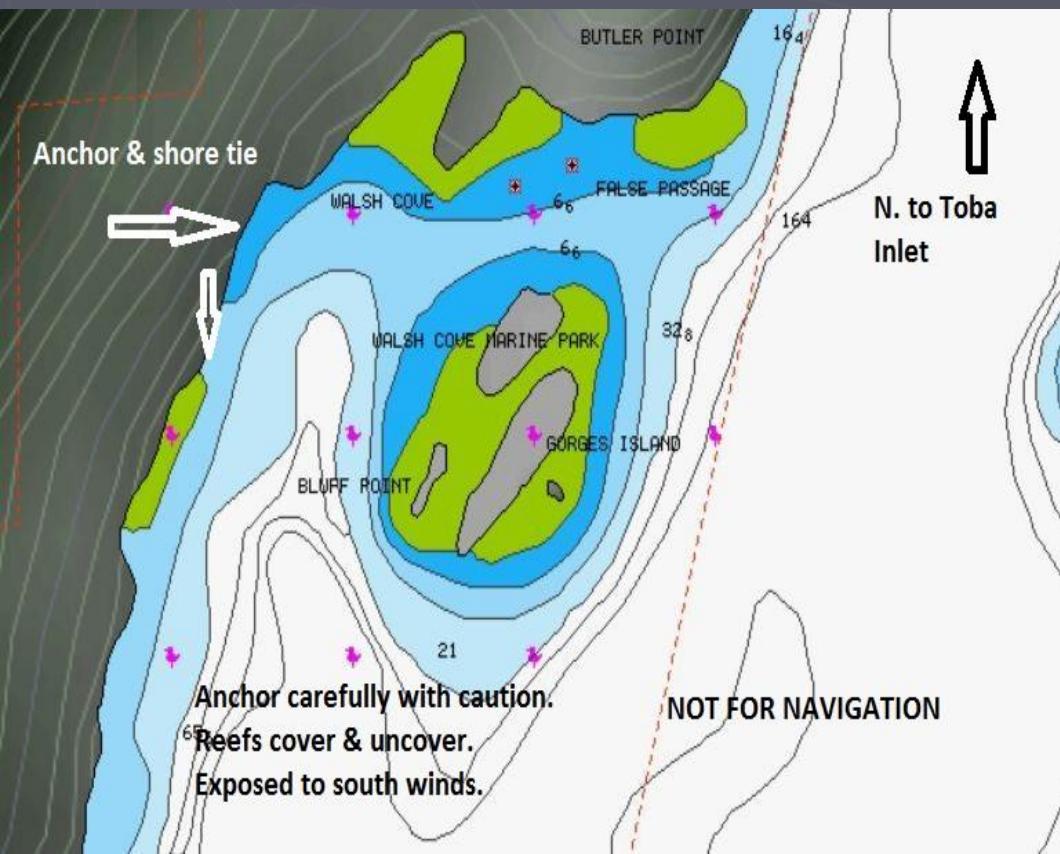 BUTLER POINT
16₄
Anchor & shore tie
WALSH COVE
FALSE PASSAGE
6₆
N. to Toba
Inlet
164
6₆
WALSH COVE MARINE PARK
32₈
GORGES ISLAND
BLUFF POINT
21
Anchor carefully with caution.
Reefs cover & uncover.
Exposed to south winds.
NOT FOR NAVIGATION